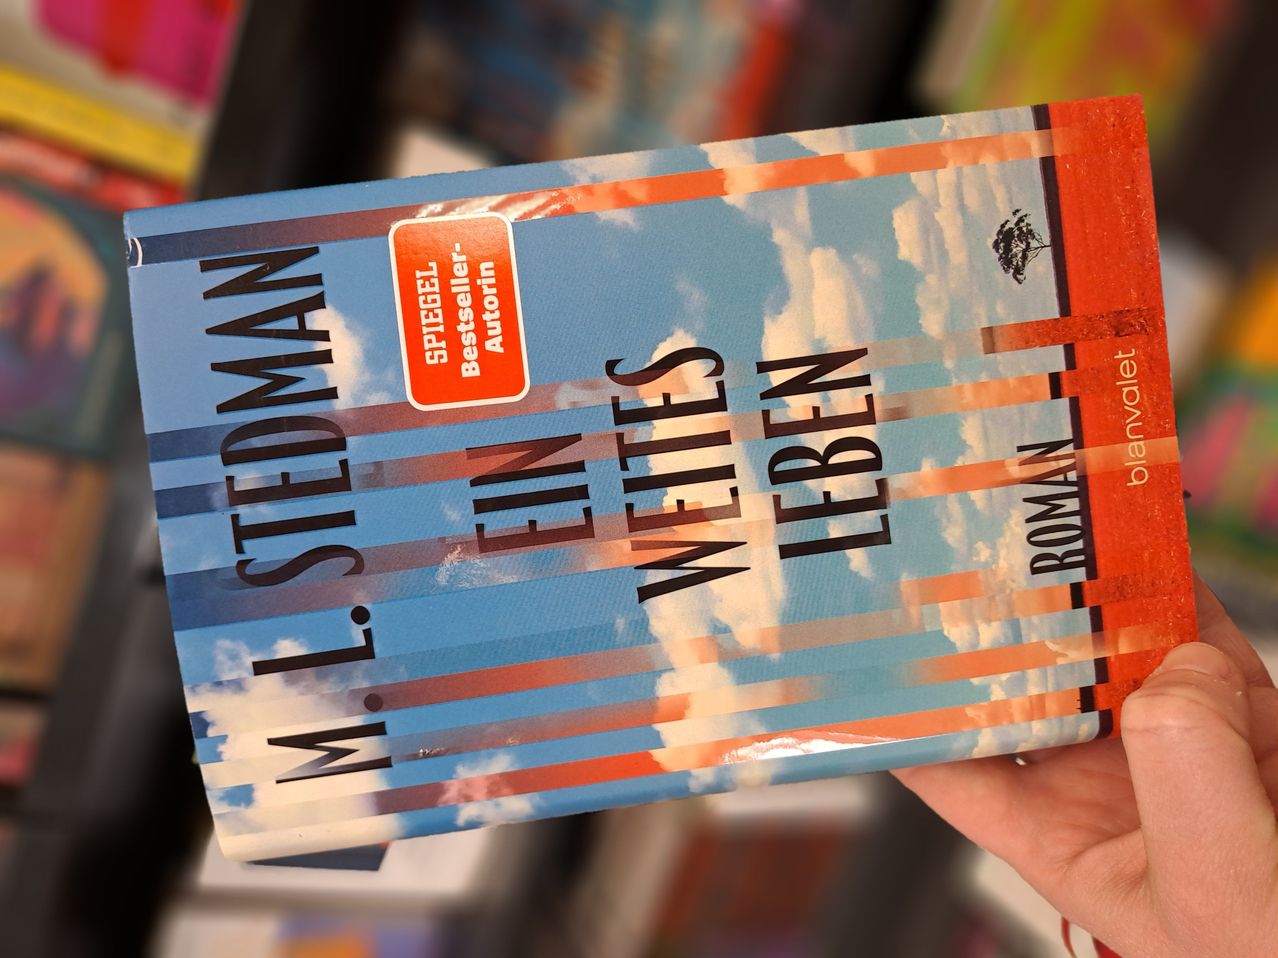 M. L. STEDMAN
SPIEGEL
Bestseller-
Autorin
EIN
WEITES
LEBEN
ROMAN
blanvalet